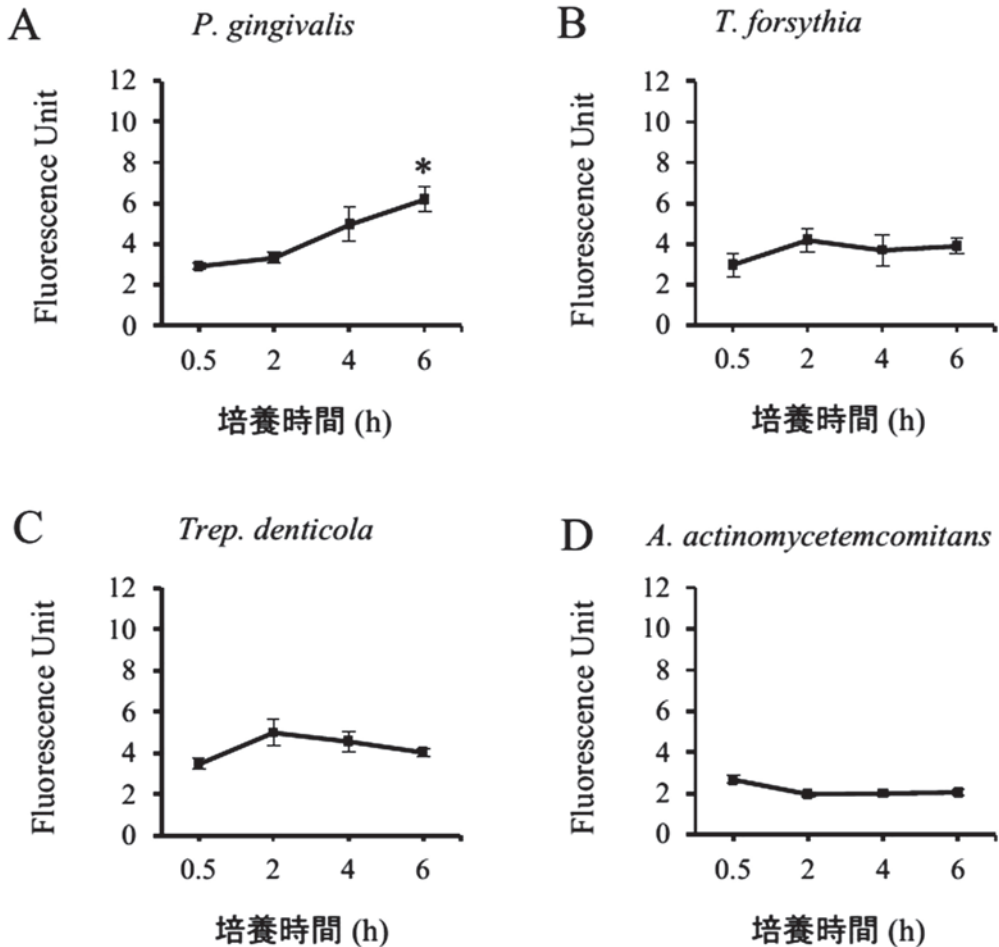 A
P. gingivalis
Fluorescence Unit
12
10
8
6
4
2
0
*
0.5 2 4 6
培養時間 (h)
B
T. forsythia
Fluorescence Unit
12
10
8
6
4
2
0
0.5 2 4 6
培養時間 (h)
C
Trep. denticola
Fluorescence Unit
12
10
8
6
4
2
0
0.5 2 4 6
培養時間 (h)
D
A. actinomycetemcomitans
Fluorescence Unit
12
10
8
6
4
2
0
0.5 2 4 6
培養時間 (h)